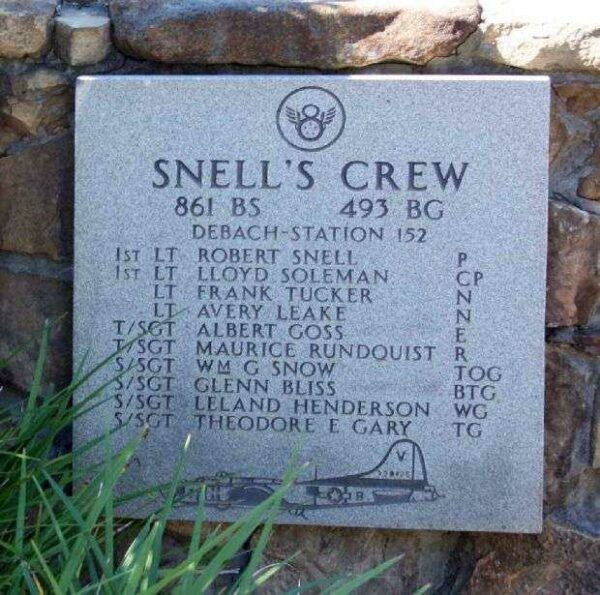 8
SNELL'S CREW
861 BS 493 BG
DEBACH-STATION 152
1ST LT ROBERT SNELL P
1ST LT LLOYD SOLEMAN CP
LT FRANK TUCKER N
LT AVERY LEAKE N
T/SGT ALBERT GOSS E
T/SGT MAURICE RUNDQUIST R
S/SGT WM G SNOW TOG
S/SGT GLENN BLISS BTG
S/SGT LELAND HENDERSON WG
S/SGT THEODORE E GARY TG
V